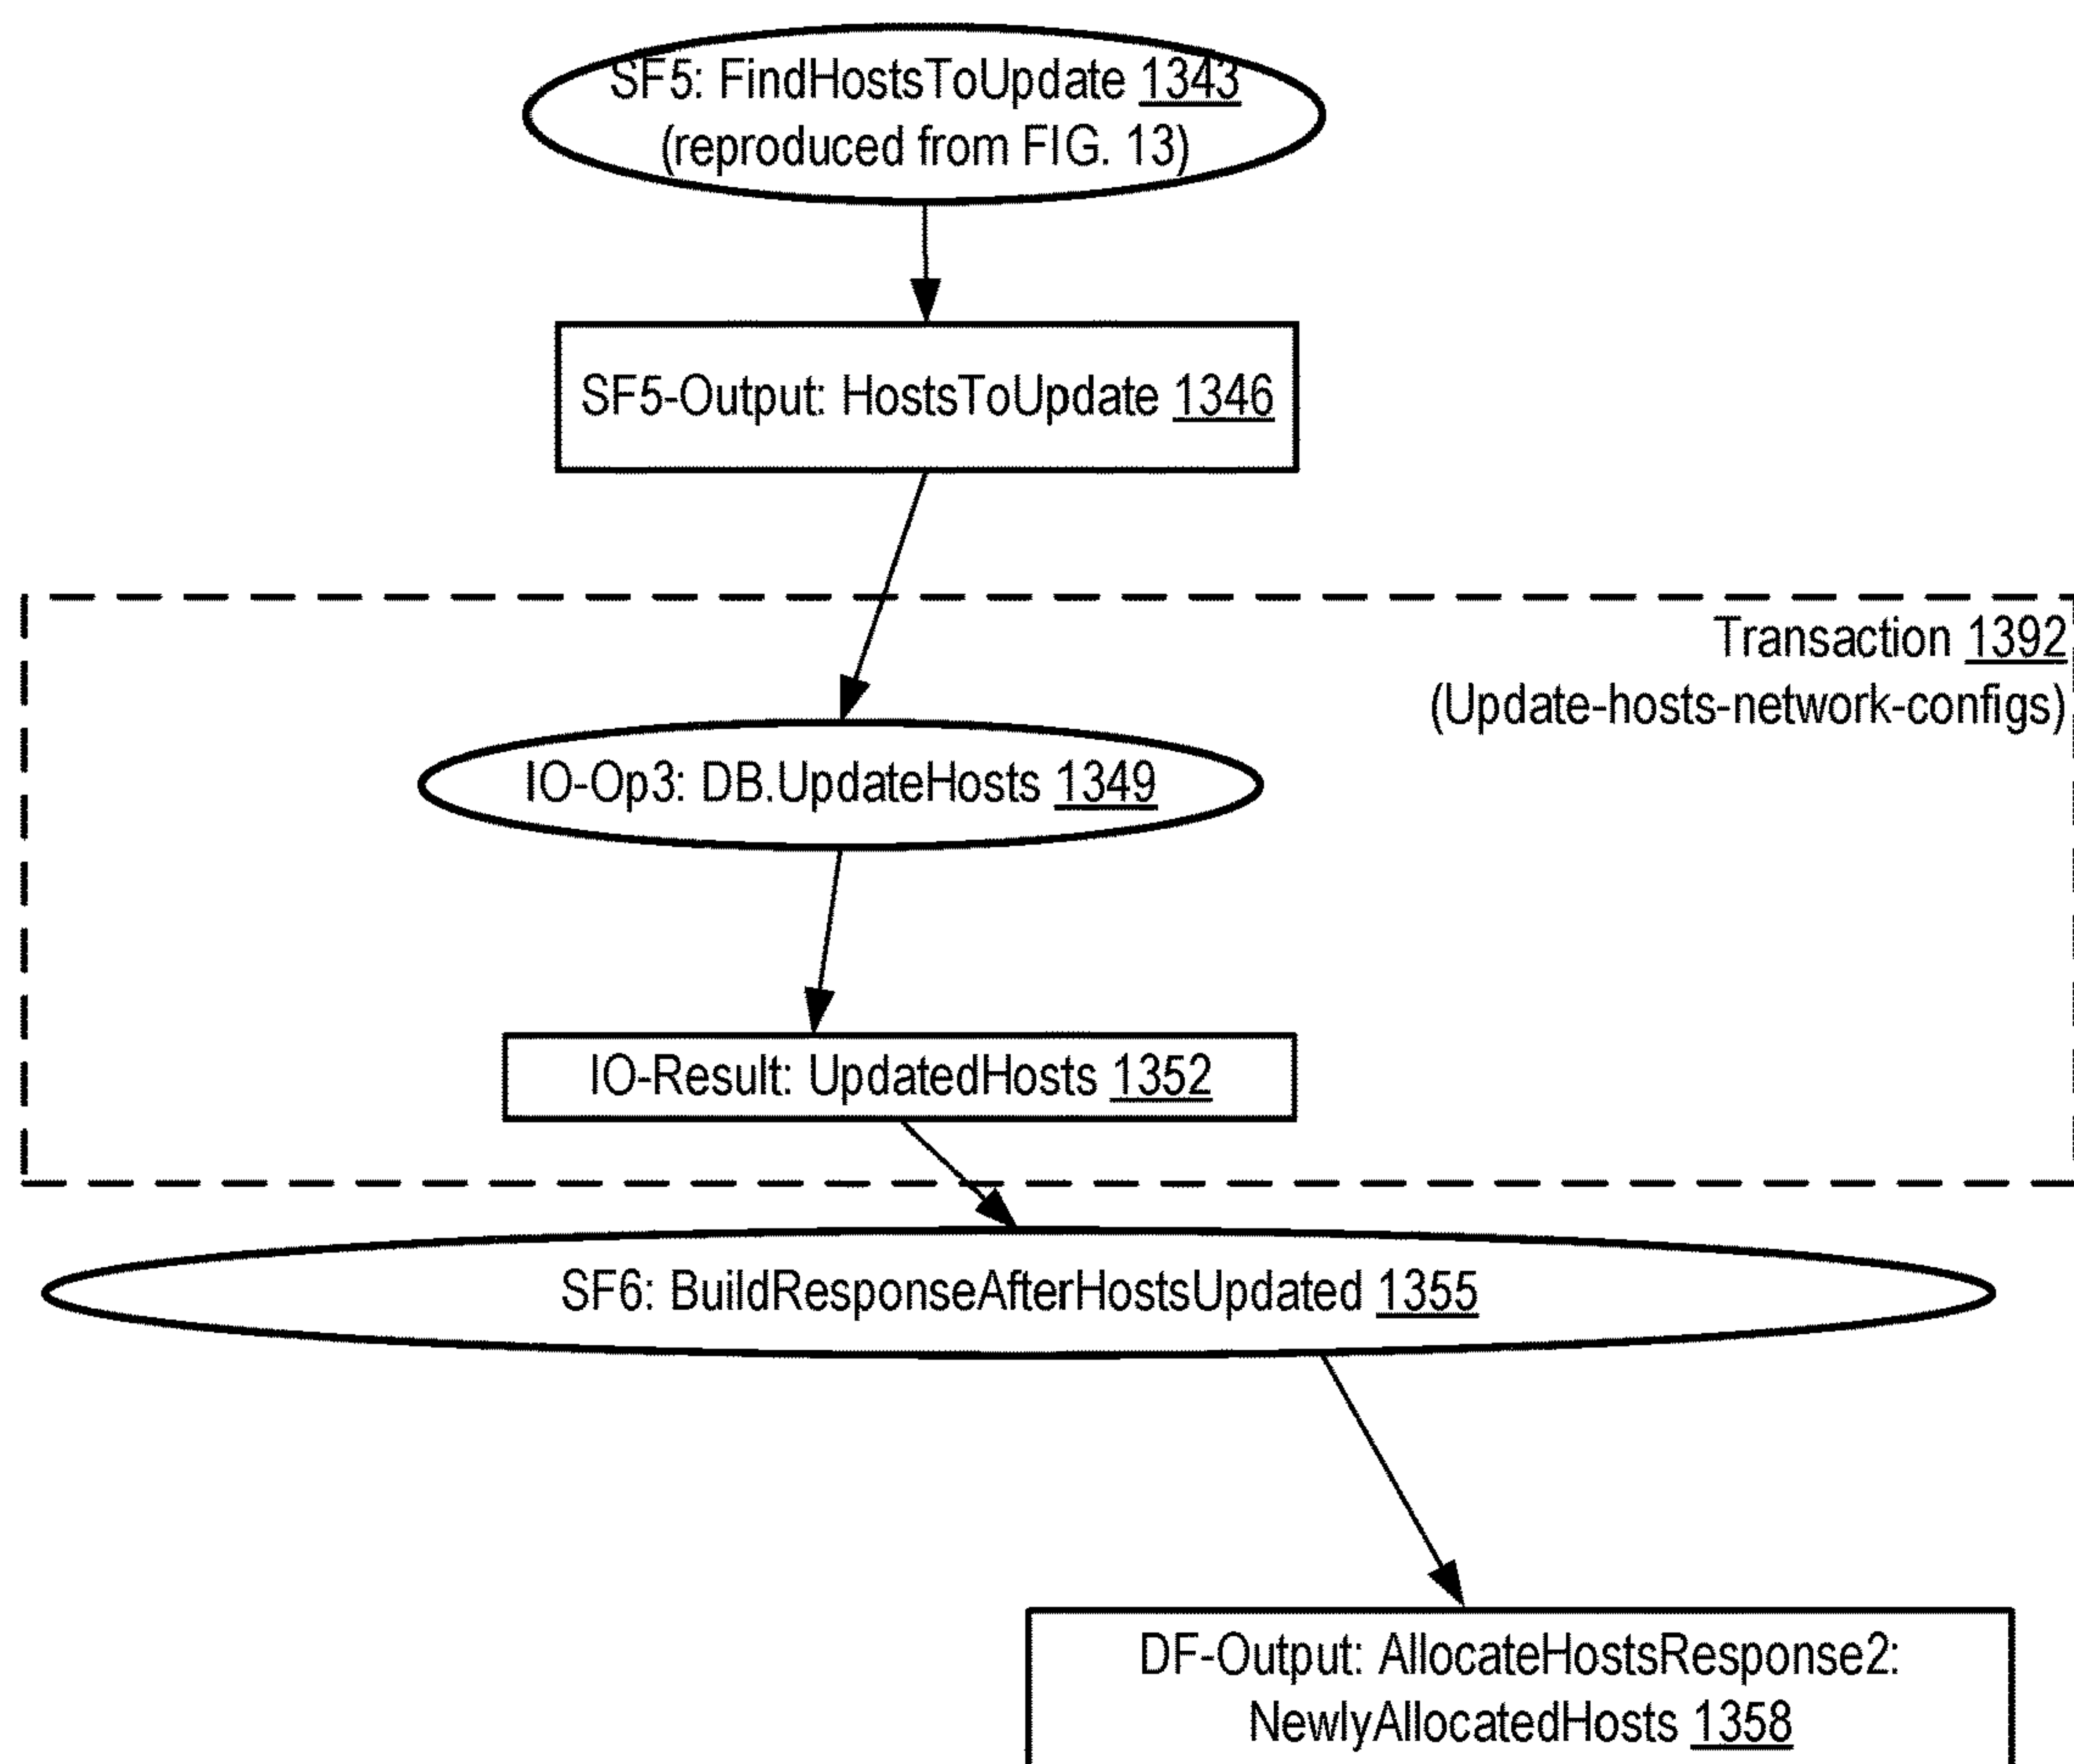 SF5: FindHostsToUpdate 1343
(reproduced from FIG. 13)
SF5-Output: HostsToUpdate 1346
Transaction 1392
(Update-hosts-network-configs)
IO-Op3: DB.UpdateHosts 1349
IO-Result: UpdatedHosts 1352
SF6: BuildResponseAfterHostsUpdated 1355
DF-Output: AllocateHostsResponse2:
NewlyAllocatedHosts 1358